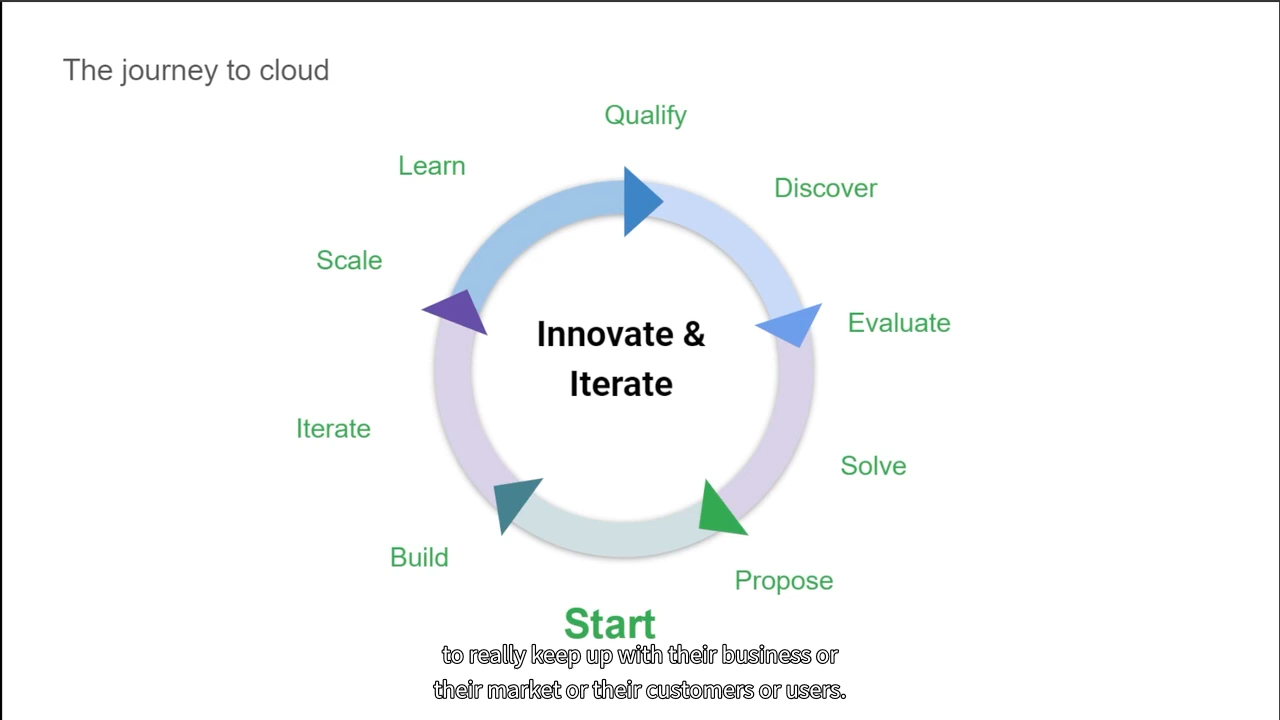 The journey to cloud
Qualify
Learn
Discover
Scale
Evaluate
Innovate &
Iterate
Iterate
Solve
Build
Propose
Start
to really keep up with their business or
their market or their customers or users.